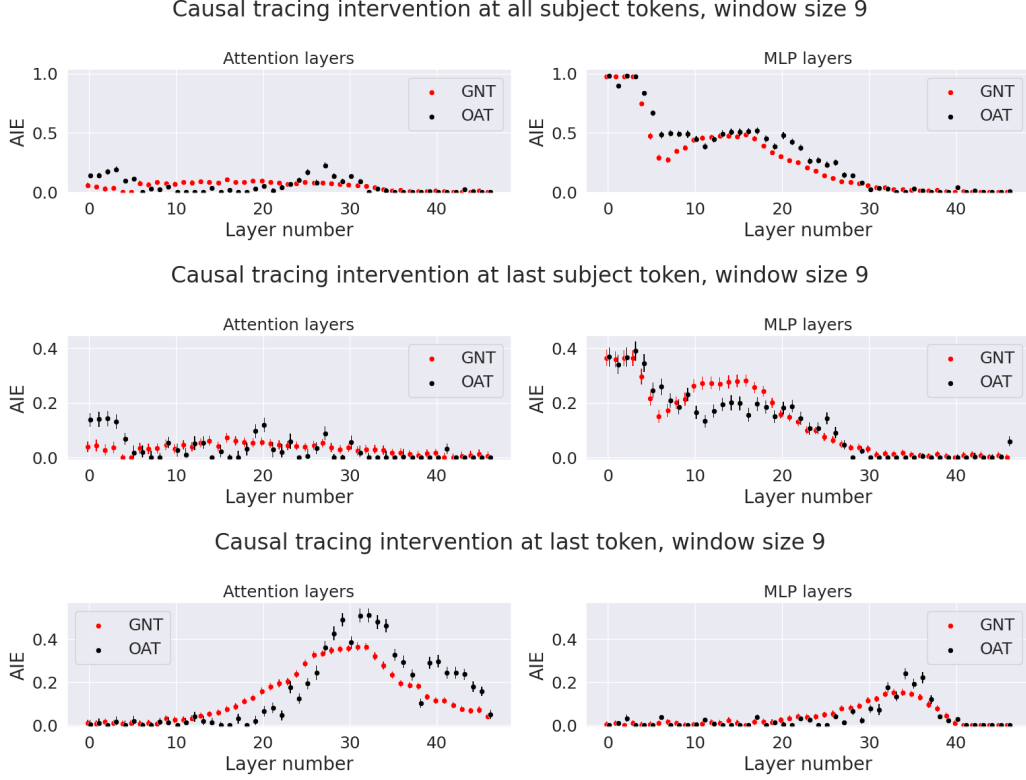 Causal tracing intervention at all subject tokens, window size 9
Attention layers
MLP layers
1.0
0.5
0.0
AIE
GNT
OAT
GNT
OAT
1.0
0.5
0.0
AIE
0 10 20 30 40
0 10 20 30 40
Layer number
Layer number
Causal tracing intervention at last subject token, window size 9
Attention layers
MLP layers
0.4
0.2
0.0
AIE
GNT
OAT
GNT
OAT
0.4
0.2
0.0
AIE
0 10 20 30 40
0 10 20 30 40
Layer number
Layer number
Causal tracing intervention at last token, window size 9
Attention layers
MLP layers
0.4
0.2
0.0
AIE
GNT
OAT
GNT
OAT
0.4
0.2
0.0
AIE
0 10 20 30 40
0 10 20 30 40
Layer number
Layer number